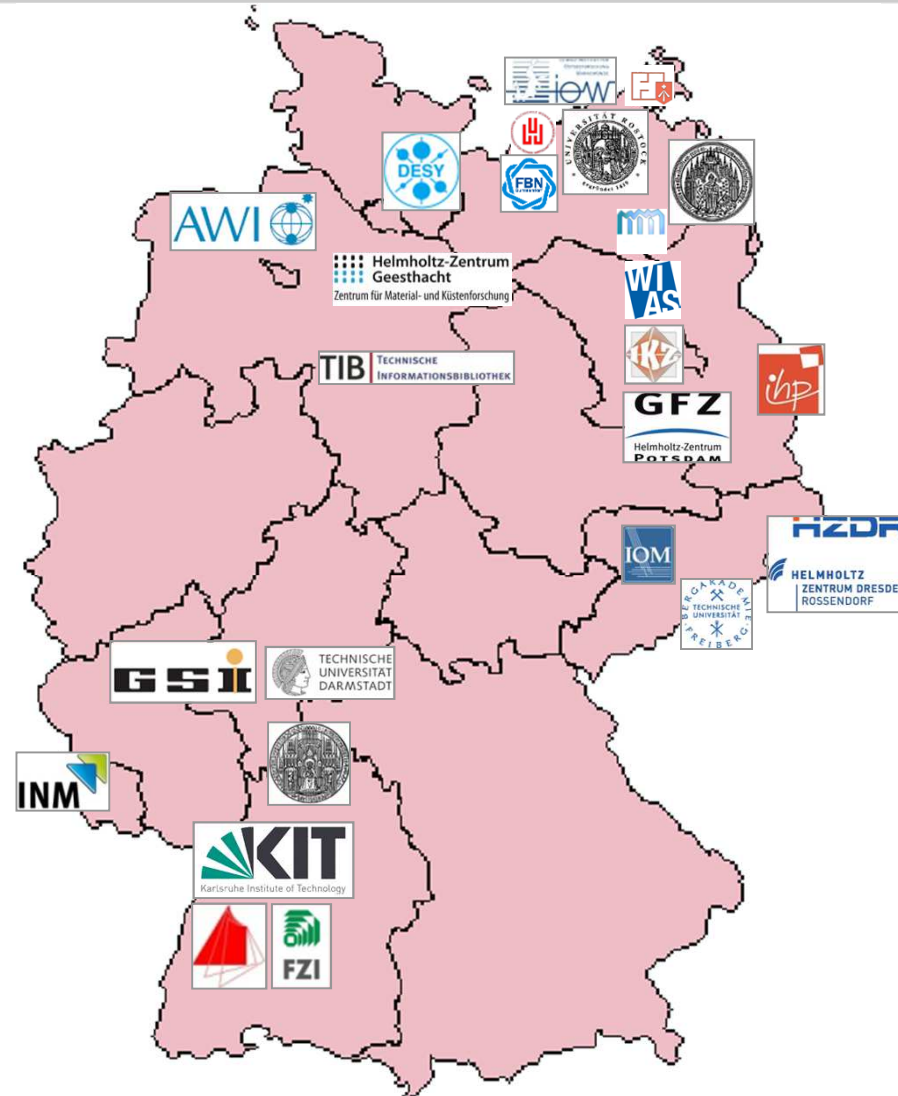 iow
UNIVERSITÄT ROSTOCK
DESY
FBN
AWI
Helmholtz-Zentrum
Geesthacht
Zentrum für Material- und Küstenforschung
WI
AS
IKZ
TIB TECHNISCHE
INFORMATIONSBIBLIOTHEK
ihp
GFZ
Helmholtz-Zentrum
POTSDAM
IOM
HZDR
HELMHOLTZ
ZENTRUM DRESDE
ROSSENDORF
BERGAKADEMIE
TECHNISCHE
UNIVERSITÄT
FREIBERG
GSI
TECHNISCHE
UNIVERSITÄT
DARMSTADT
INM
KIT
Karlsruhe Institute of Technology
FZI